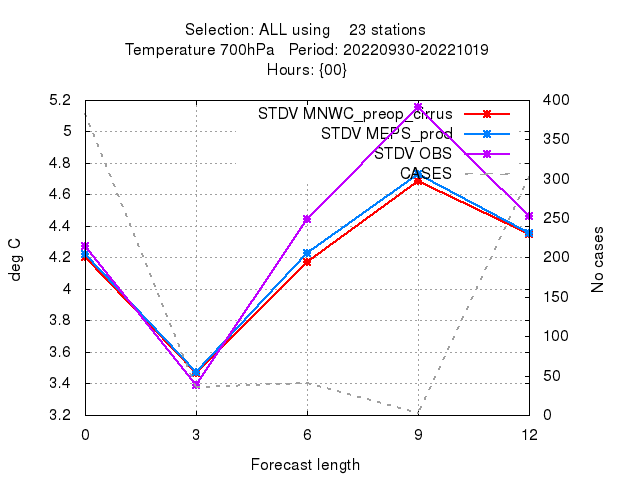 Selection: ALL using 23 stations
Temperature 700hPa Period: 20220930-20221019
Hours: {00}
STDV MNWC_preop_cirrus
STDV MEPS_prod
STDV OBS
CASES
5.2
5
4.8
4.6
4.4
4.2
4
3.8
3.6
3.4
3.2
deg C
400
350
300
250
200
150
100
50
0
No cases
0 3 6 9 12
Forecast length